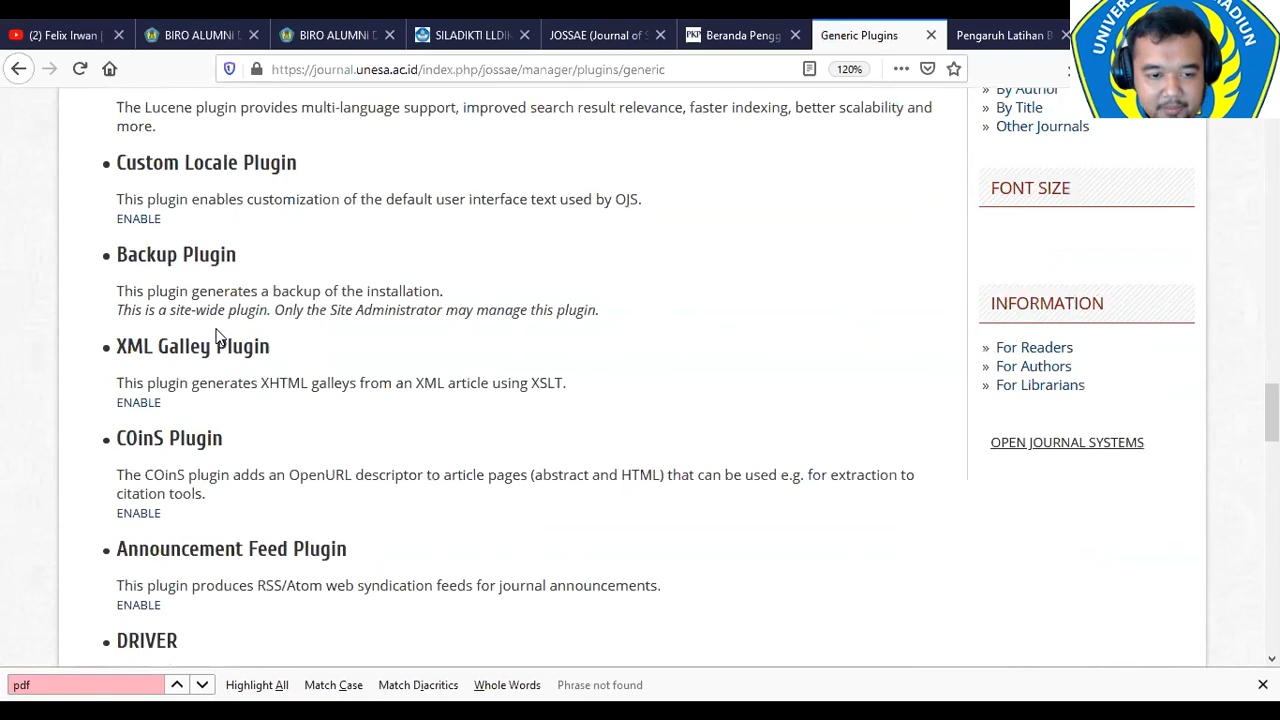 (2) Felix Irwan |
BIRO ALUMNI D
BIRO ALUMNI D
SILADIKTI LLDIK
JOSSAE (Journal of S
PKP
Beranda Pengg
Generic Plugins
Pengaruh Latihan B
https://journal.unesa.ac.id/index.php/jossae/manager/plugins/generic
120%
The Lucene plugin provides multi-language support, improved search result relevance, faster indexing, better scalability and
more.
• Custom Locale Plugin
This plugin enables customization of the default user interface text used by OJS.
ENABLE
• Backup Plugin
This plugin generates a backup of the installation.
This is a site-wide plugin. Only the Site Administrator may manage this plugin.
• XML Galley Plugin
This plugin generates XHTML galleys from an XML article using XSLT.
ENABLE
• COinS Plugin
The COinS plugin adds an OpenURL descriptor to article pages (abstract and HTML) that can be used e.g. for extraction to
citation tools.
ENABLE
• Announcement Feed Plugin
This plugin produces RSS/Atom web syndication feeds for journal announcements.
ENABLE
• DRIVER
» By Author
» By Title
» Other Journals
FONT SIZE
INFORMATION
» For Readers
» For Authors
» For Librarians
OPEN JOURNAL SYSTEMS
pdf
Highlight All
Match Case
Match Diacritics
Whole Words
Phrase not found